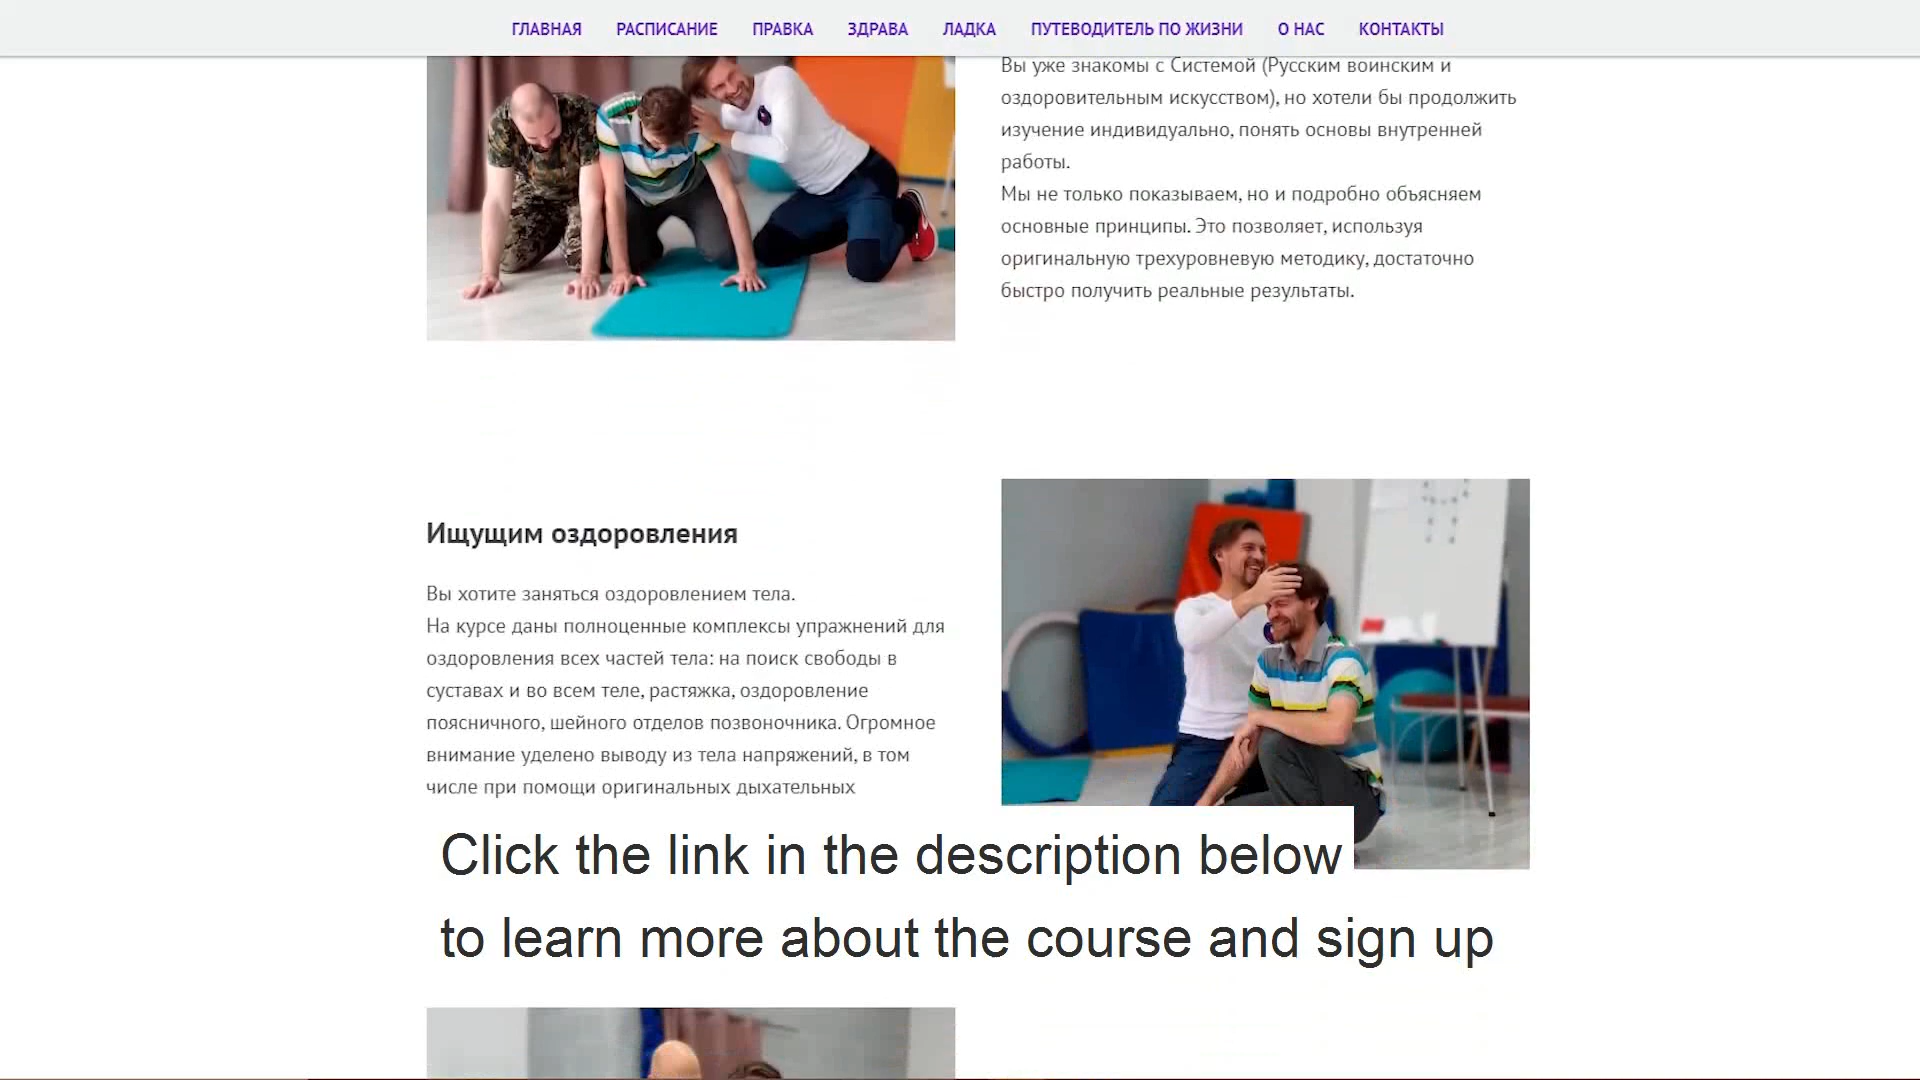 ГЛАВНАЯ РАСПИСАНИЕ ПРАВКА ЗДРАВА ЛАДКА ПУТЕВОДИТЕЛЬ ПО ЖИЗНИ О НАС КОНТАКТЫ
Вы уже знакомы с Системой (Русским воинским и
оздоровительным искусством), но хотели бы продолжить
изучение индивидуально, понять основы внутренней
работы.
Мы не только показываем, но и подробно объясняем
основные принципы. Это позволяет, используя
оригинальную трехуровневую методику, достаточно
быстро получить реальные результаты.
Ищущим оздоровления
Вы хотите заняться оздоровлением тела.
На курсе даны полноценные комплексы упражнений для
оздоровления всех частей тела: на поиск свободы в
суставах и во всем теле, растяжка, оздоровление
поясничного, шейного отделов позвоночника. Огромное
внимание уделено выводу из тела напряжений, в том
числе при помощи оригинальных дыхательных
Click the link in the description below
to learn more about the course and sign up